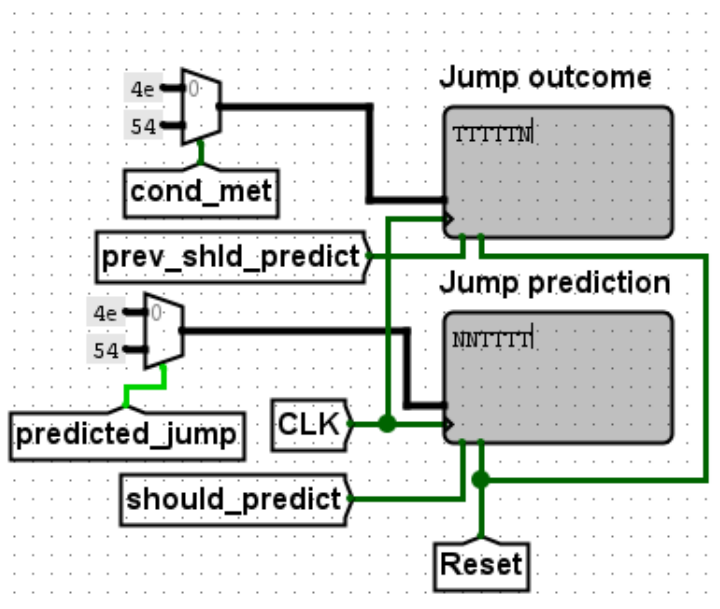 Jump outcome
4e 0
54
TTTTTN
cond_met
prev_shld_predict
Jump prediction
4e 0
54
NNTTTT
CLK
predicted_jump
should_predict
Reset